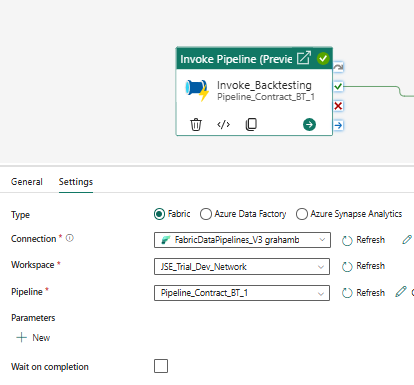 Invoke Pipeline (Previe
Invoke_Backtesting
Pipeline_Contract_BT_1
General Settings
Type Fabric Azure Data Factory Azure Synapse Analytics
Connection * FabricDataPipelines_V3 grahamb Refresh
Workspace * JSE_Trial_Dev_Network Refresh
Pipeline * Pipeline_Contract_BT_1 Refresh
Parameters
+ New
Wait on completion